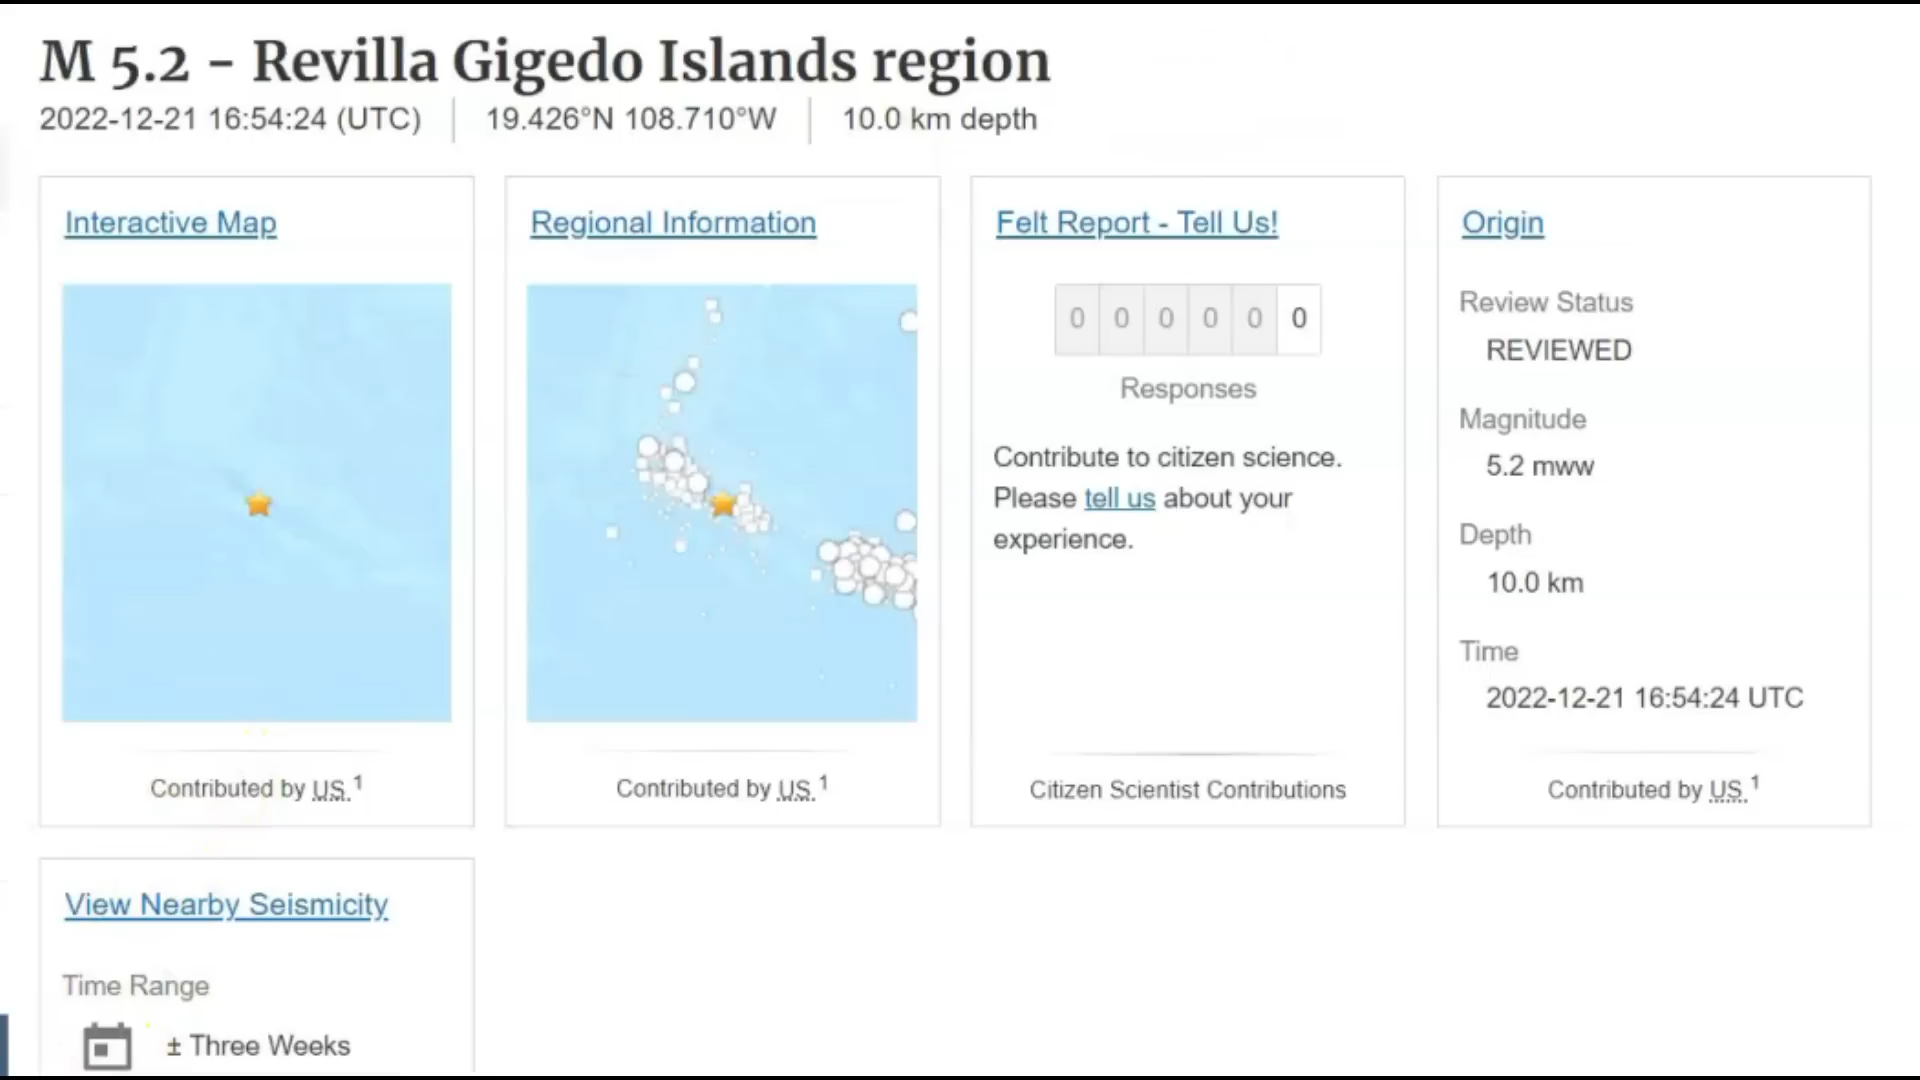 M 5.2 - Revilla Gigedo Islands region
2022-12-21 16:54:24 (UTC) 19.426°N 108.710°W 10.0 km depth
Interactive Map
Contributed by US 1
Regional Information
Contributed by US 1
Felt Report - Tell Us!
0 0 0 0 0 0
Responses
Contribute to citizen science.
Please tell us about your
experience.
Citizen Scientist Contributions
Origin
Review Status
REVIEWED
Magnitude
5.2 mww
Depth
10.0 km
Time
2022-12-21 16:54:24 UTC
Contributed by US 1
View Nearby Seismicity
Time Range
± Three Weeks